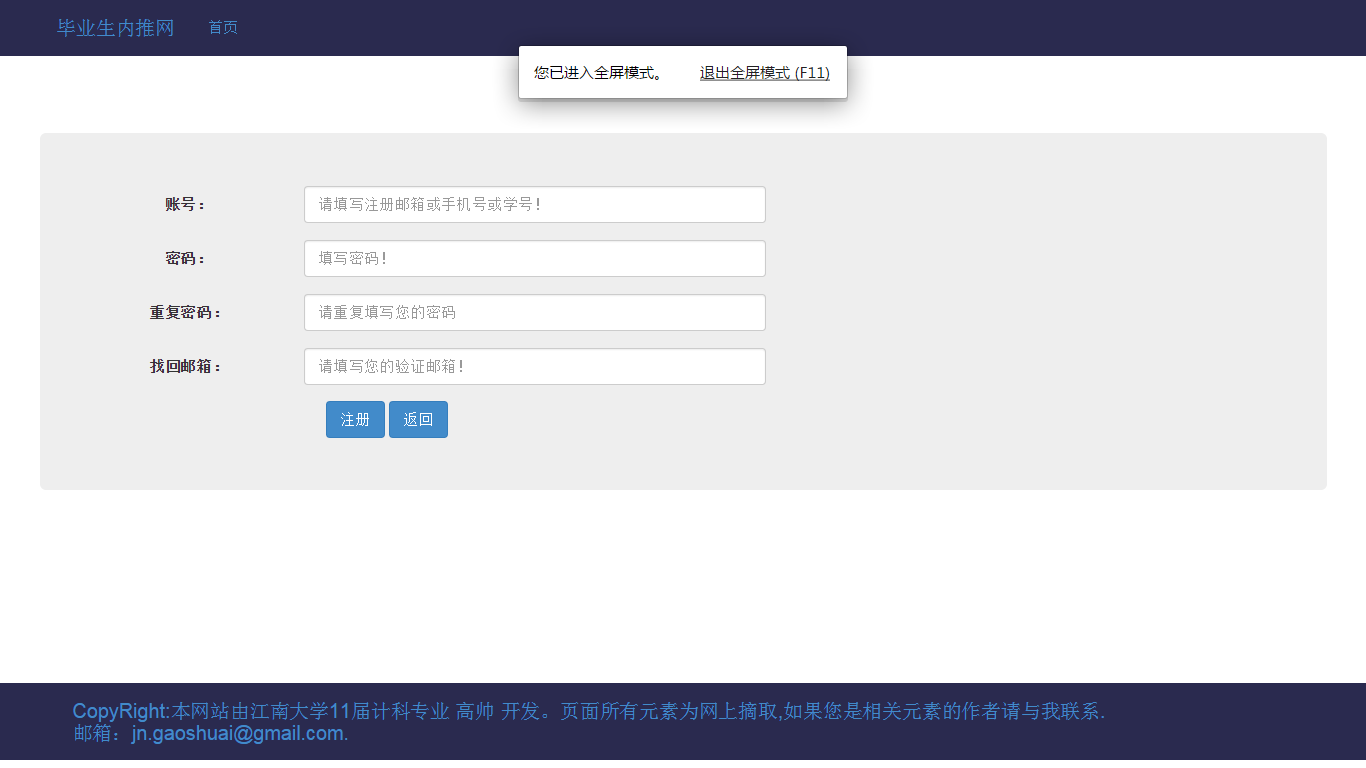 毕业生内推网 首页
您已进入全屏模式。 退出全屏模式 (F11)
账号： 请填写注册邮箱或手机号或学号！
密码： 填写密码！
重复密码： 请重复填写您的密码
找回邮箱： 请填写您的验证邮箱！
注册 返回
CopyRight:本网站由江南大学11届计科专业 高帅 开发。页面所有元素为网上摘取,如果您是相关元素的作者请与我联系.
邮箱：jn.gaoshuai@gmail.com.